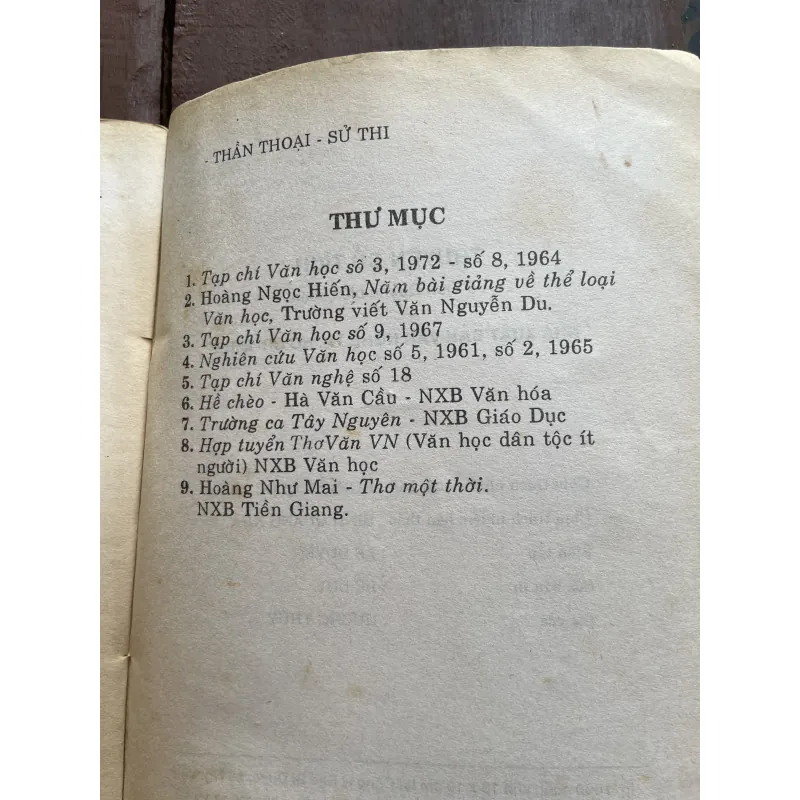 - THẦN THOẠI - SỬ THI
THƯ MỤC
1. Tạp chí Văn học số 3, 1972 - số 8, 1964
2. Hoàng Ngọc Hiến, Năm bài giảng về thể loại
Văn học, Trường viết Văn Nguyễn Du.
3. Tạp chí Văn học số 9, 1967
4. Nghiên cứu Văn học số 5, 1961, số 2, 1965
5. Tạp chí Văn nghệ số 18
6. Hề chèo - Hà Văn Cầu - NXB Văn hóa
7. Trường ca Tây Nguyên - NXB Giáo Dục
8. Hợp tuyển ThơVăn VN (Văn học dân tộc ít
người) NXB Văn học
9. Hoàng Như Mai - Thơ một thời.
NXB Tiền Giang.